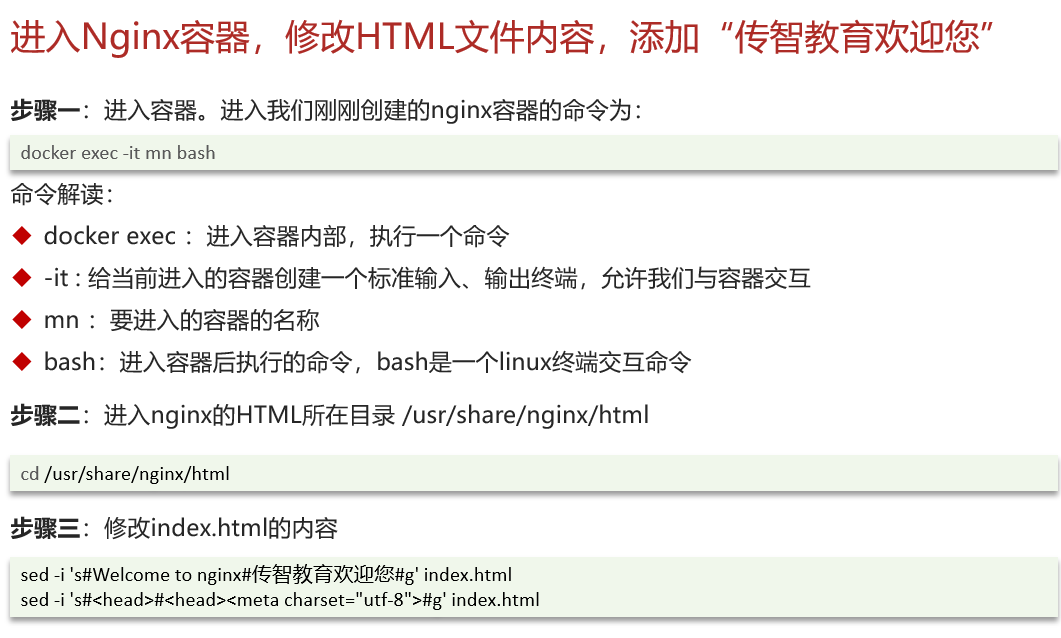 进入Nginx容器，修改HTML文件内容，添加“传智教育欢迎您”
步骤一：进入容器。进入我们刚刚创建的nginx容器的命令为：
docker exec -it mn bash
命令解读：
◆ docker exec ：进入容器内部，执行一个命令
◆ -it : 给当前进入的容器创建一个标准输入、输出终端，允许我们与容器交互
◆ mn ：要进入的容器的名称
◆ bash：进入容器后执行的命令，bash是一个linux终端交互命令
步骤二：进入nginx的HTML所在目录 /usr/share/nginx/html
cd /usr/share/nginx/html
步骤三：修改index.html的内容
sed -i 's#Welcome to nginx#传智教育欢迎您#g' index.html
sed -i 's#<head>#<head><meta charset="utf-8">#g' index.html